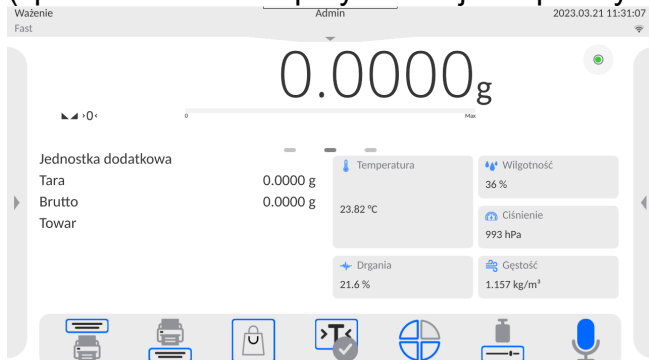 Ważenie
Admin
2023.03.21 11:31:07
Fast
0.0000g
>0<
0
Max
Jednostka dodatkowa
Tara 0.0000 g
Brutto 0.0000 g
Towar
Temperatura
23.82 °C
Wilgotność
36 %
Ciśnienie
993 hPa
Drgania
21.6 %
Gęstość
1.157 kg/m³
>T<